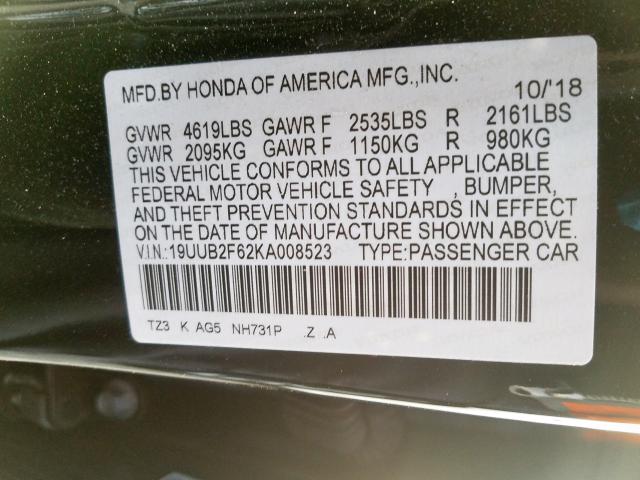 MFD.BY HONDA OF AMERICA MFG.,INC. 10/'18
GVWR 4619LBS GAWR F 2535LBS R 2161LBS
GVWR 2095KG GAWR F 1150KG R 980KG
THIS VEHICLE CONFORMS TO ALL APPLICABLE
FEDERAL MOTOR VEHICLE SAFETY , BUMPER,
AND THEFT PREVENTION STANDARDS IN EFFECT
ON THE DATE OF MANUFACTURE SHOWN ABOVE.
V.I.N.:19UUB2F62KA008523 TYPE:PASSENGER CAR
TZ3 K AG5 NH731P .Z .A